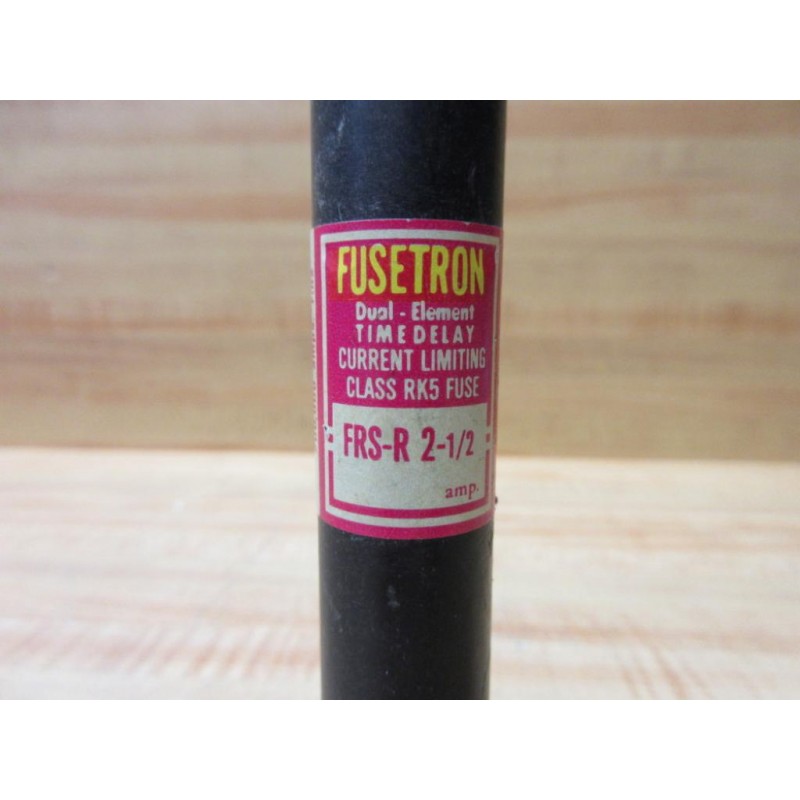 FUSETRON
Dual - Element
TIME DELAY
CURRENT LIMITING
CLASS RK5 FUSE
FRS-R 2-1/2
amp.